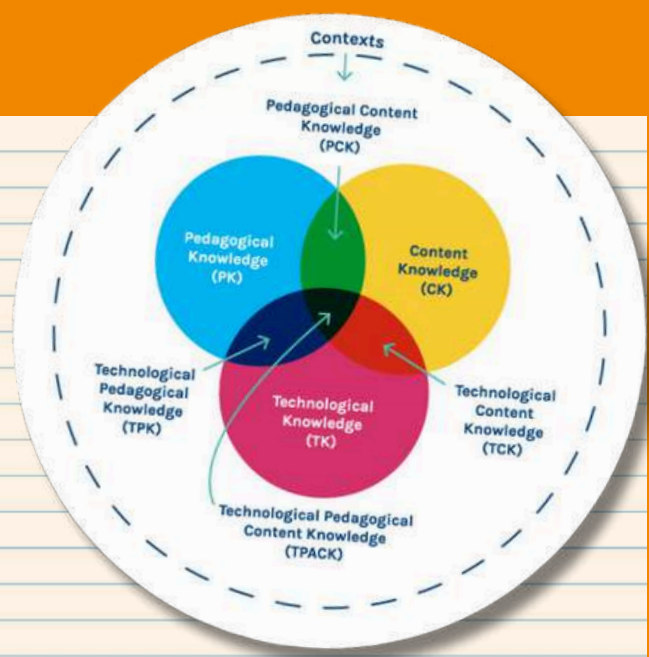 Contexts
Pedagogical Content
Knowledge
(PCK)
Pedagogical
Knowledge
(PK)
Content
Knowledge
(CK)
Technological
Pedagogical
Knowledge
(TPK)
Technological
Knowledge
(TK)
Technological
Content
Knowledge
(TCK)
Technological Pedagogical
Content Knowledge
(TPACK)